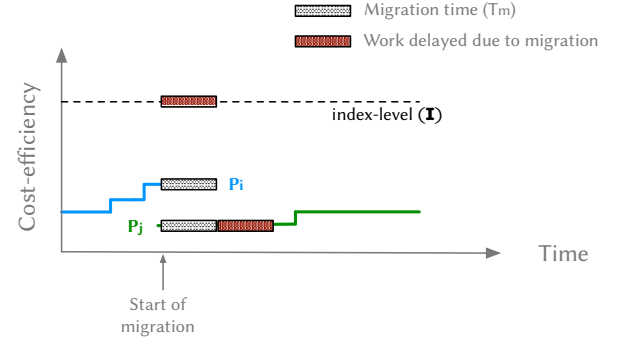 Migration time (Tm)
Work delayed due to migration
Cost-efficiency
index-level (I)
Pi
Pj
Time
Start of
migration